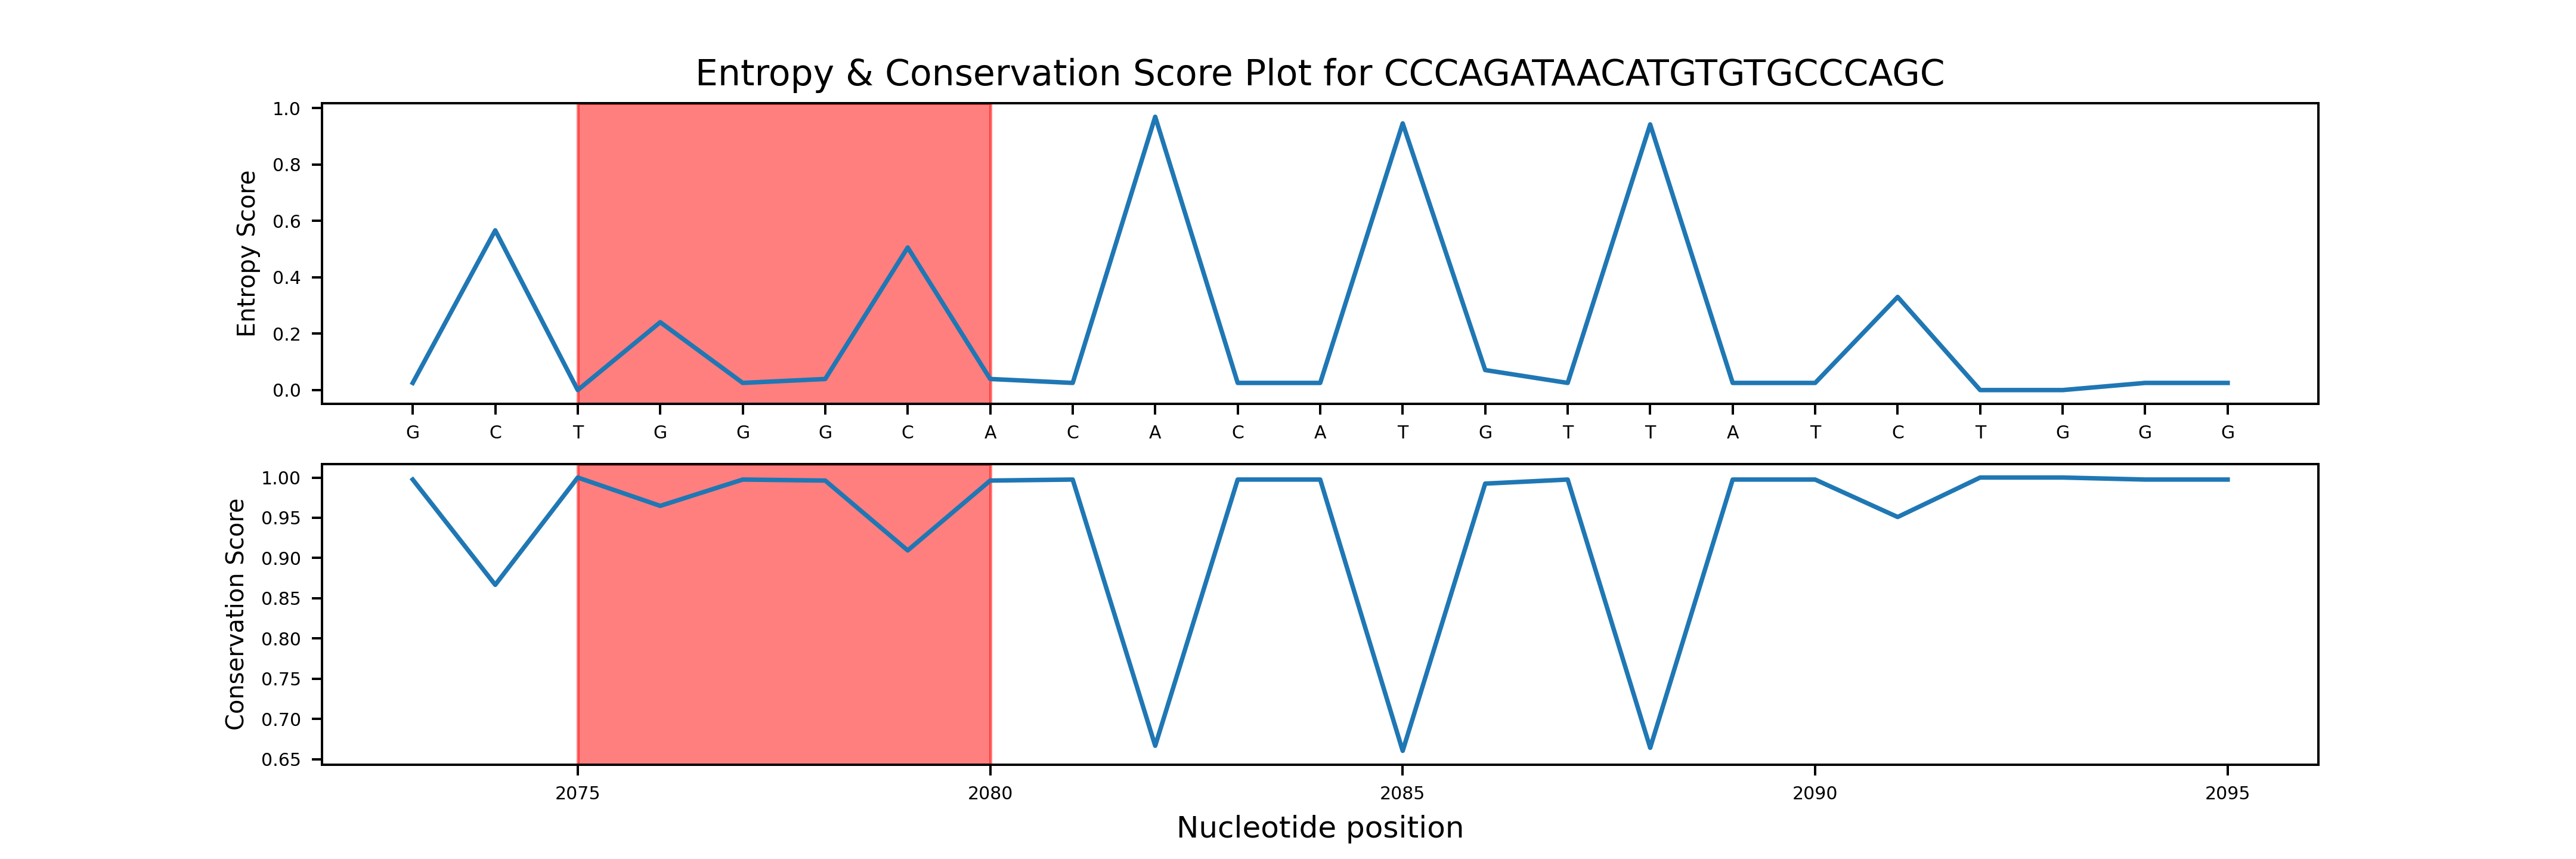 Entropy & Conservation Score Plot for CCCAGATAACATGTGTGCCCAGC
Entropy Score
1.0
0.8
0.6
0.4
0.2
0.0
G C T G G G C A C A C A T G T T A T C T G G G
Conservation Score
1.00
0.95
0.90
0.85
0.80
0.75
0.70
0.65
2075 2080 2085 2090 2095
Nucleotide position